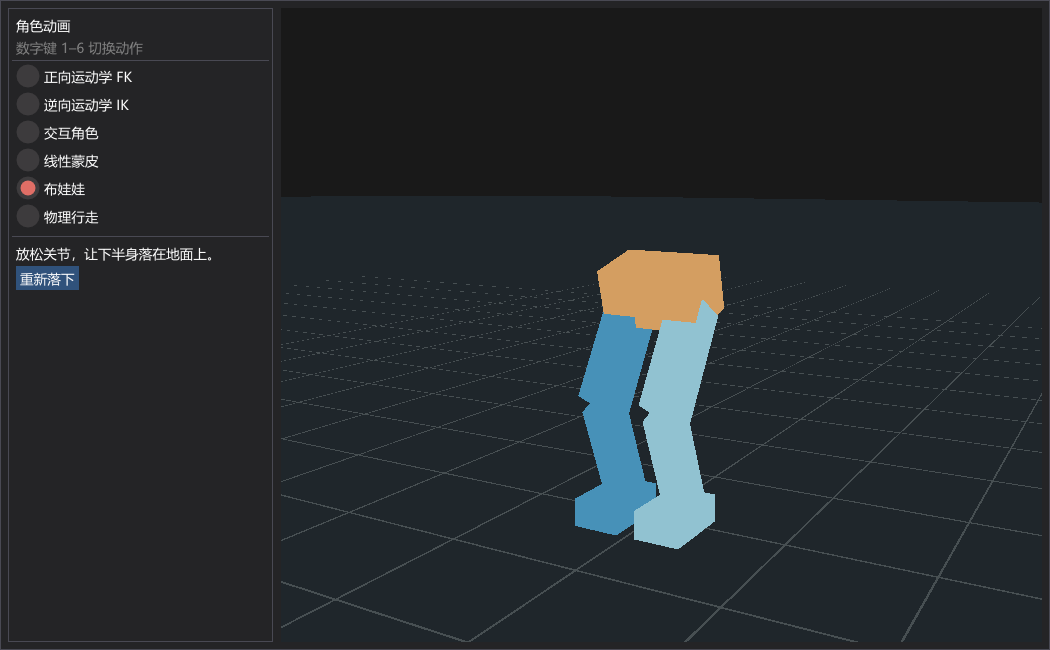 角色动画
数字键 1–6 切换动作
正向运动学 FK
逆向运动学 IK
交互角色
线性蒙皮
布娃娃
物理行走
放松关节，让下半身落在地面上。
重新落下